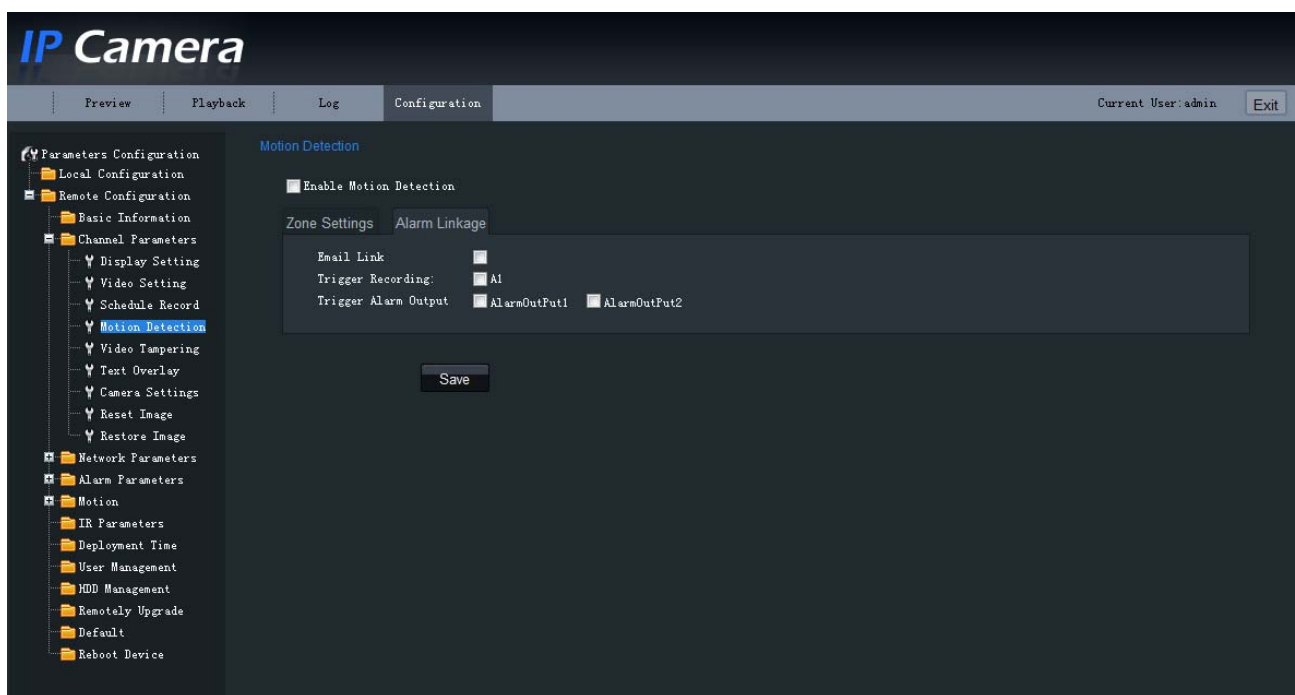 IP Camera
Preview Playback Log Configuration Current User:admin Exit
Parameters Configuration
Local Configuration
Remote Configuration
Basic Information
Channel Parameters
Display Setting
Video Setting
Schedule Record
Motion Detection
Video Tampering
Text Overlay
Camera Settings
Reset Image
Restore Image
Network Parameters
Alarm Parameters
Motion
IR Parameters
Deployment Time
User Management
HDD Management
Remotely Upgrade
Default
Reboot Device
Motion Detection
Enable Motion Detection
Zone Settings Alarm Linkage
Email Link
Trigger Recording: A1
Trigger Alarm Output AlarmOutPut1 AlarmOutPut2
Save